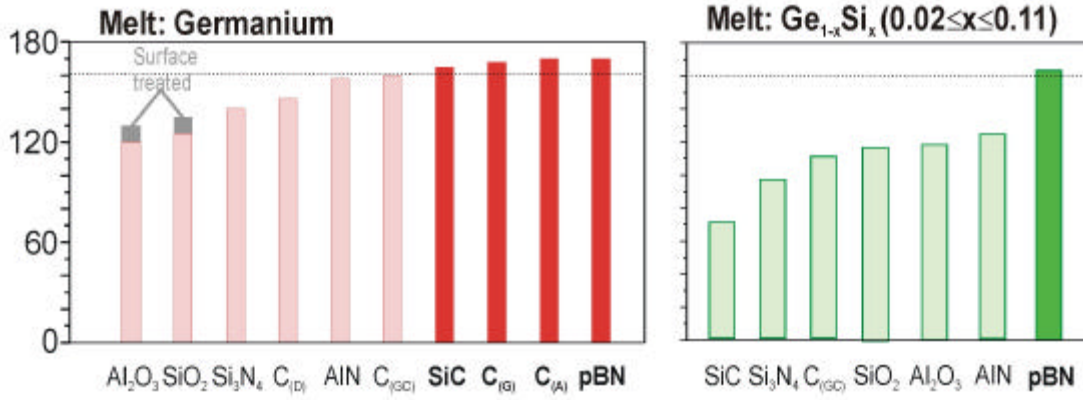 Melt: Germanium
Melt: Ge₁₋ₓSiₓ (0.02≤x≤0.11)
180
Surface
treated
120
60
0
Al₂O₃ SiO₂ Si₃N₄ C(D) AlN C(GC) SiC C(G) C(A) pBN
SiC Si₃N₄ C(GC) SiO₂ Al₂O₃ AlN pBN